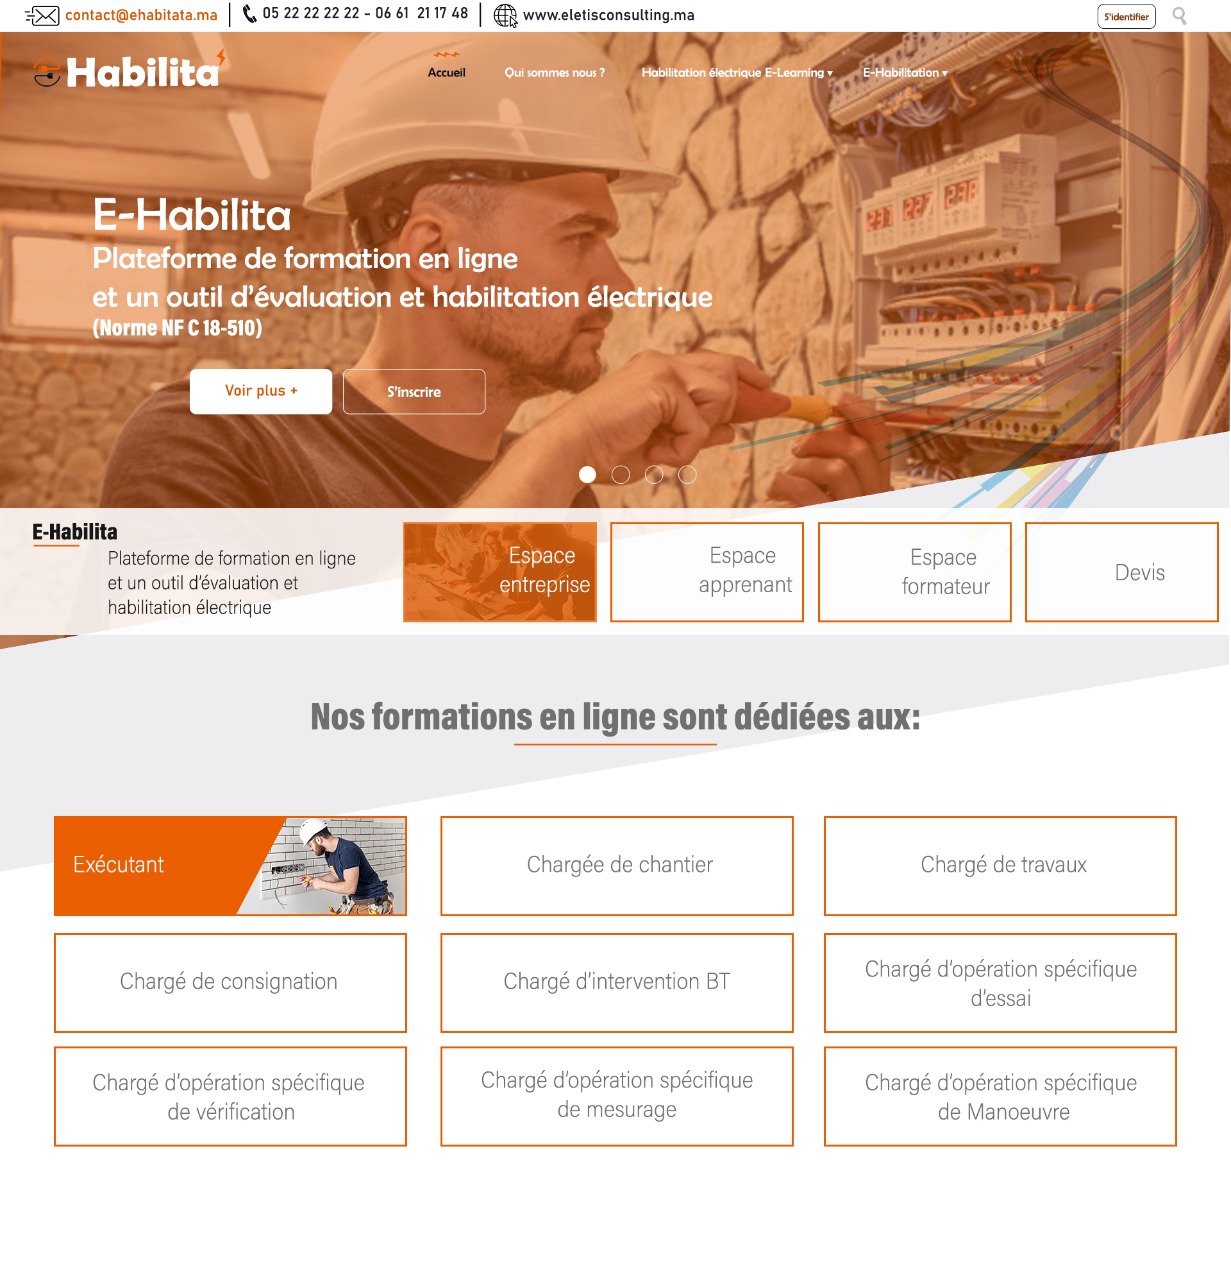 contact@ehabitata.ma
05 22 22 22 22 - 06 61 21 17 48
www.eletisconsulting.ma
S'identifier
Habilita
Accueil
Qui sommes nous ?
Habilitation électrique E-Learning ▾
E-Habilitation ▾
231 227 231
E-Habilita
Plateforme de formation en ligne
et un outil d'évaluation et habilitation électrique
(Norme NF C 18-510)
Voir plus +
S'inscrire
E-Habilita
Plateforme de formation en ligne
et un outil d'évaluation et
habilitation électrique
Espace
entreprise
Espace
apprenant
Espace
formateur
Devis
Nos formations en ligne sont dédiées aux:
Exécutant
Chargée de chantier
Chargé de travaux
Chargé de consignation
Chargé d'intervention BT
Chargé d'opération spécifique
d'essai
Chargé d'opération spécifique
de vérification
Chargé d'opération spécifique
de mesurage
Chargé d'opération spécifique
de Manoeuvre